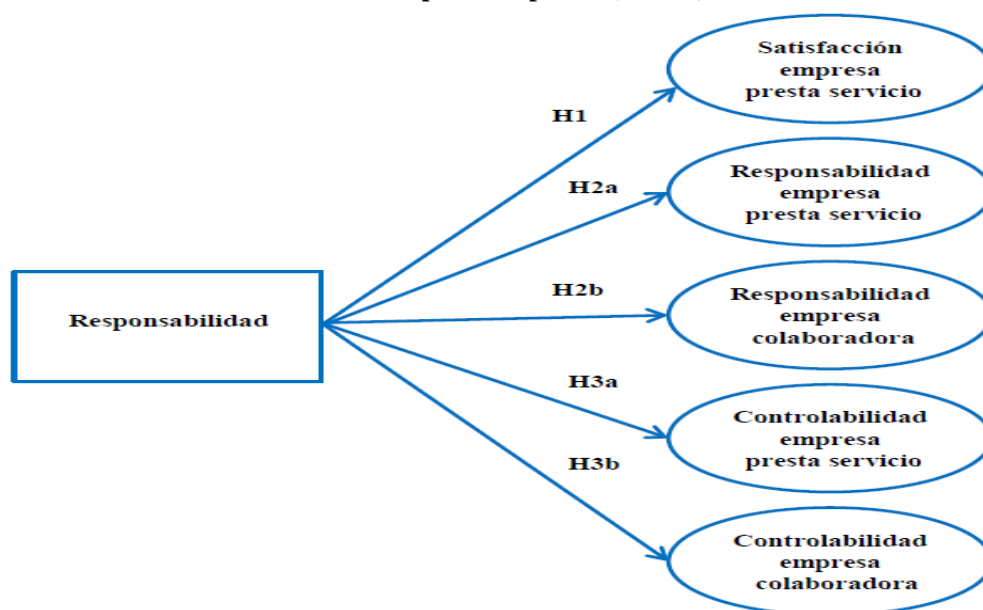 Satisfacción
empresa
presta servicio
H1
Responsabilidad
empresa
presta servicio
H2a
Responsabilidad
H2b
Responsabilidad
empresa
colaboradora
H3a
Controlabilidad
empresa
presta servicio
H3b
Controlabilidad
empresa
colaboradora